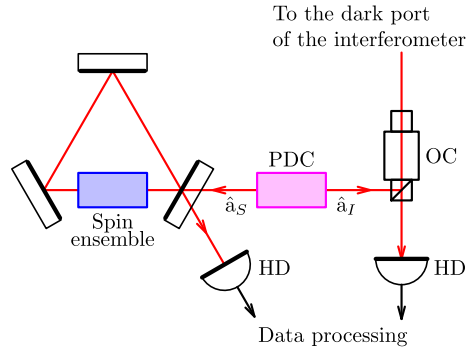 To the dark port
of the interferometer
OC
PDC
â_S
â_I
Spin
ensemble
HD
HD
Data processing